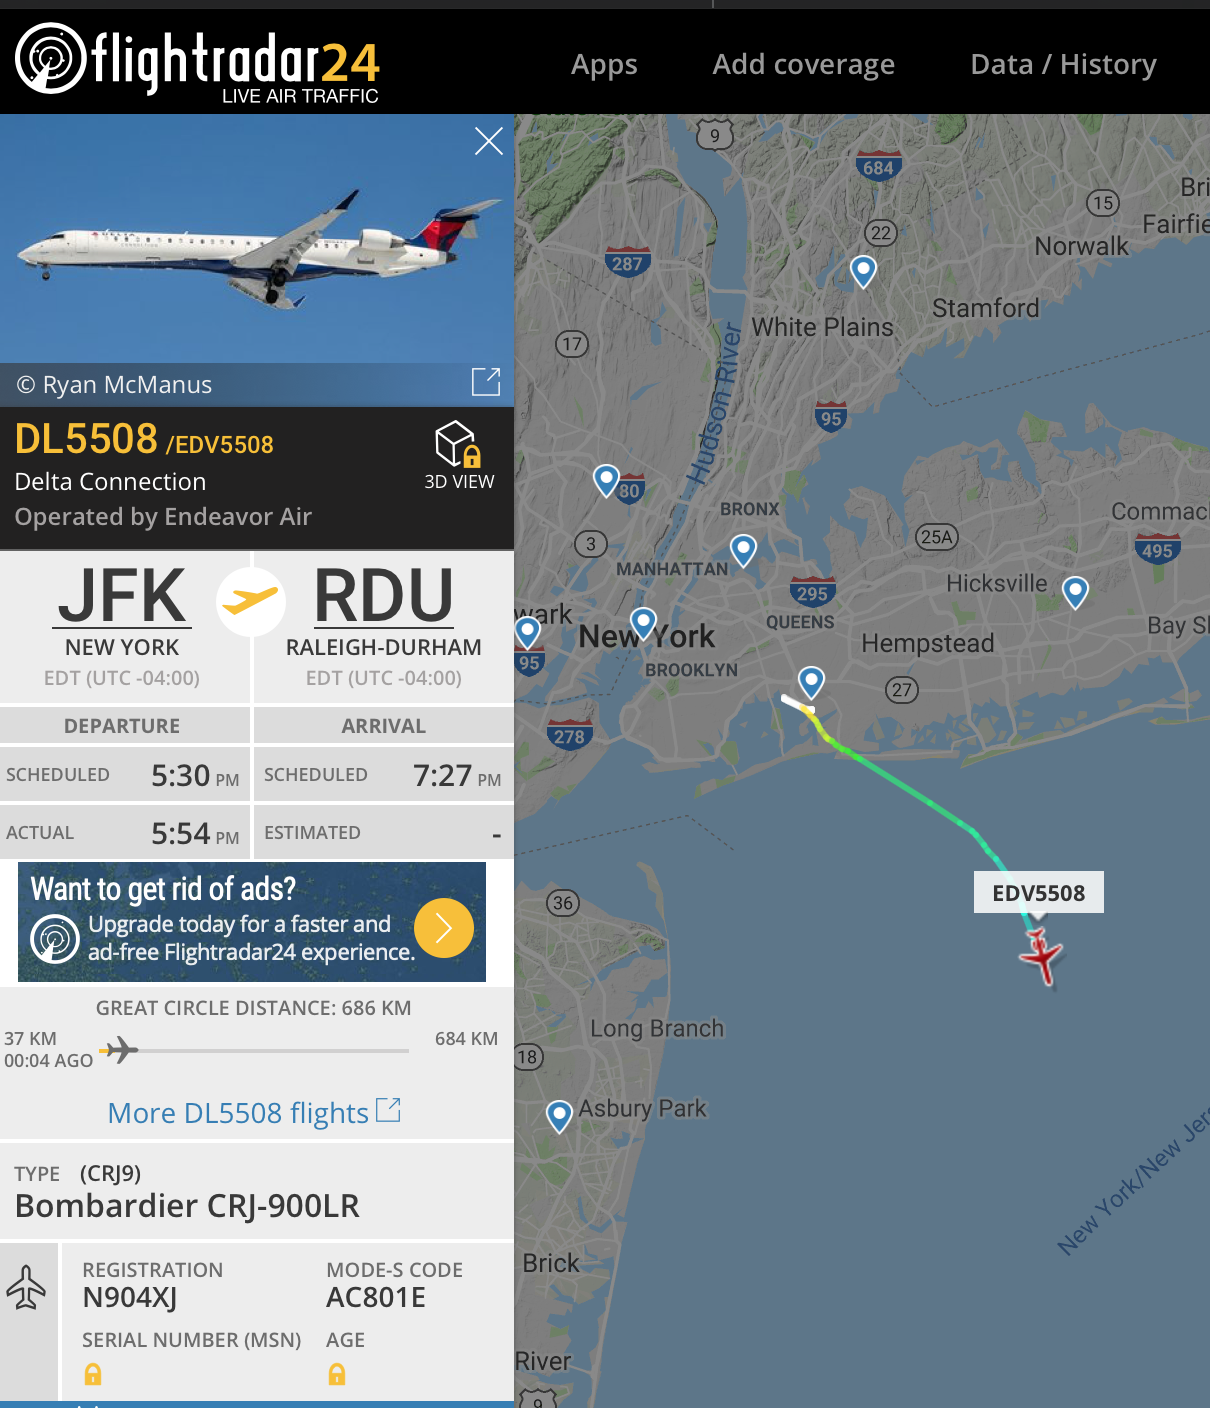 flightradar24
LIVE AIR TRAFFIC
Apps
Add coverage
Data / History
© Ryan McManus
DL5508 /EDV5508
Delta Connection
Operated by Endeavor Air
3D VIEW
JFK
NEW YORK
EDT (UTC -04:00)
RDU
RALEIGH-DURHAM
EDT (UTC -04:00)
DEPARTURE
ARRIVAL
SCHEDULED 5:30 PM
SCHEDULED 7:27 PM
ACTUAL 5:54 PM
ESTIMATED -
Want to get rid of ads?
Upgrade today for a faster and
ad-free Flightradar24 experience.
GREAT CIRCLE DISTANCE: 686 KM
37 KM
00:04 AGO
684 KM
More DL5508 flights
TYPE (CRJ9)
Bombardier CRJ-900LR
REGISTRATION
N904XJ
MODE-S CODE
AC801E
SERIAL NUMBER (MSN)
AGE
9
684
15
Bri
Fairfie
22
Norwalk
287
Stamford
White Plains
17
Hudson River
95
80
BRONX
Commac
25A
3
495
MANHATTAN
Hicksville
295
wark
QUEENS
Bay Sh
New York
Hempstead
95
BROOKLYN
27
278
EDV5508
36
Long Branch
18
Asbury Park
New York/New Jers
Brick
River
9